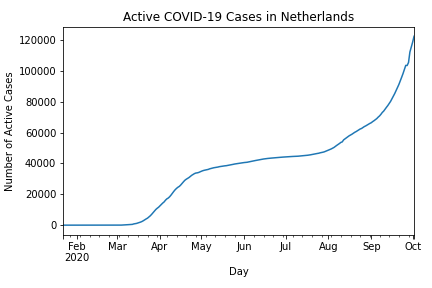 Active COVID-19 Cases in Netherlands
120000
100000
80000
60000
40000
20000
0
Number of Active Cases
Feb Mar Apr May Jun Jul Aug Sep Oct
2020
Day